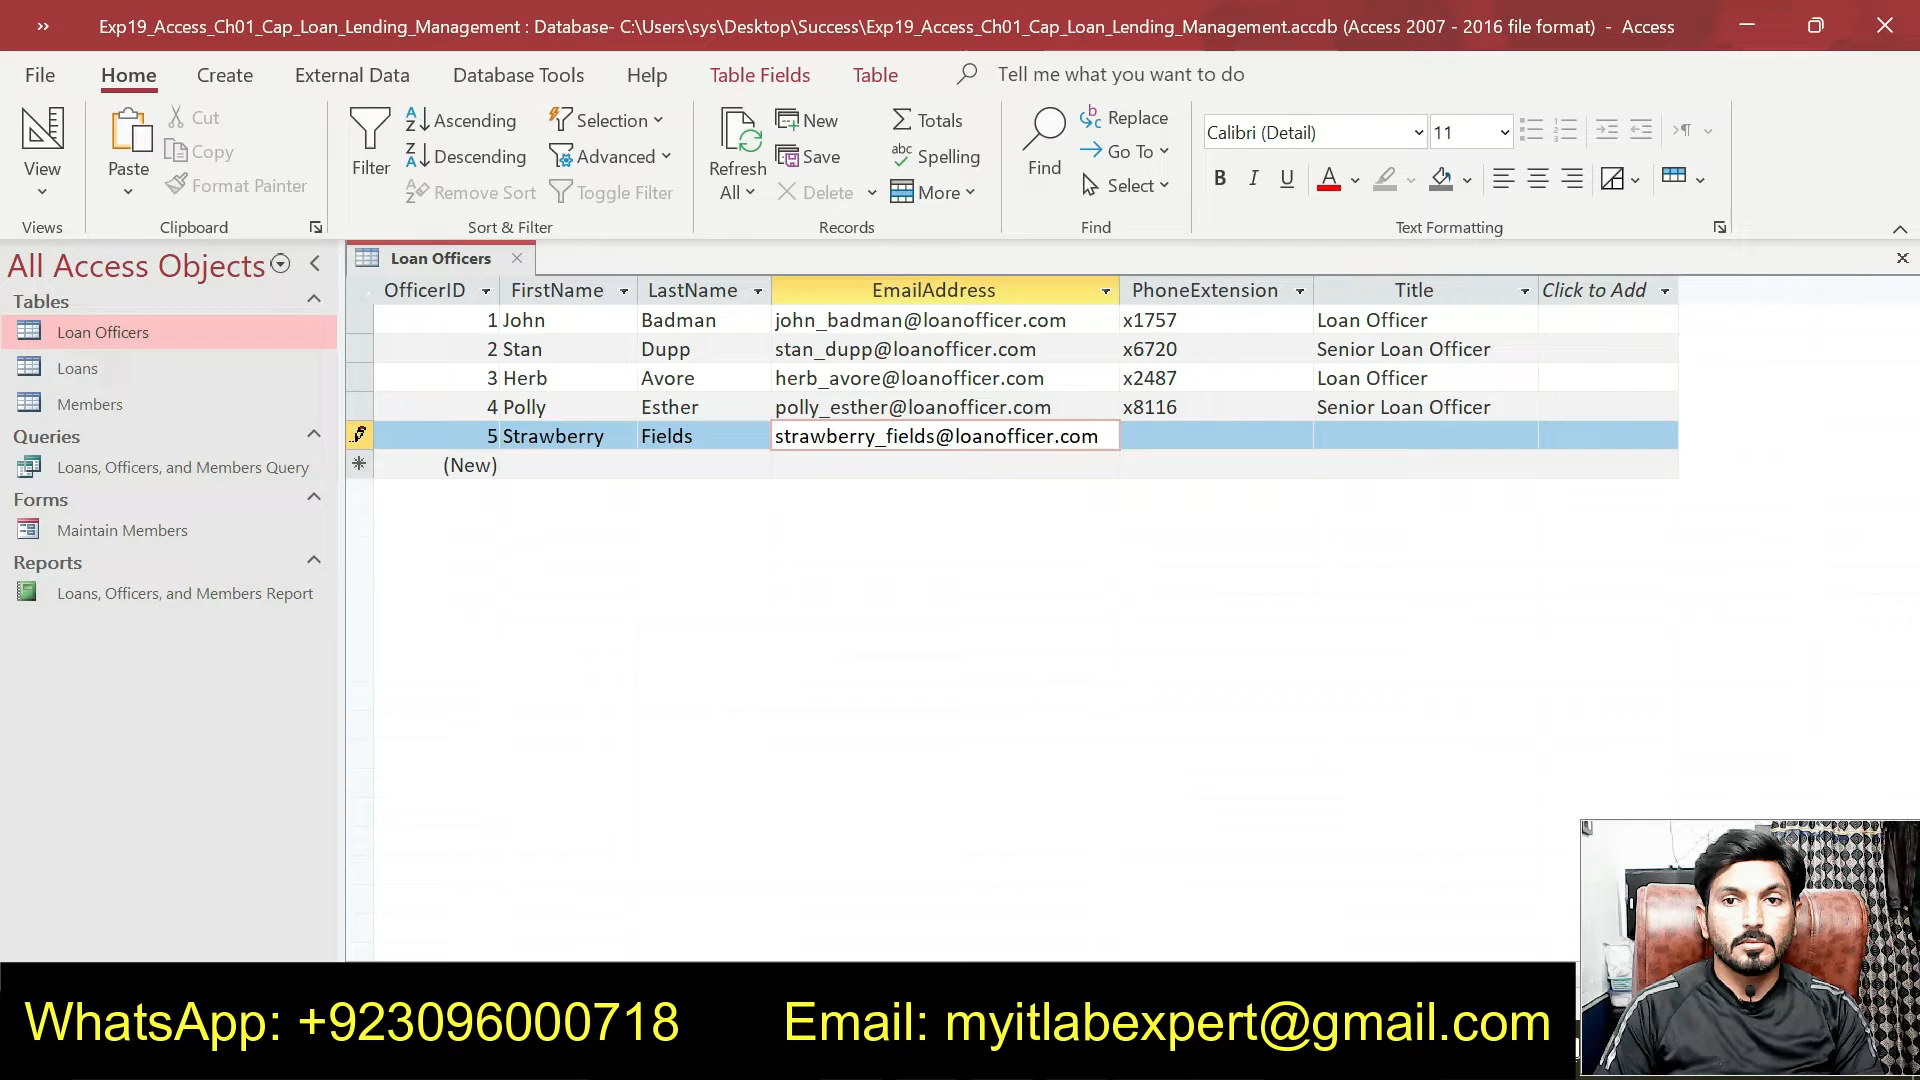 Exp19_Access_Ch01_Cap_Loan_Lending_Management : Database- C:\Users\sys\Desktop\Success\Exp19_Access_Ch01_Cap_Loan_Lending_Management.accdb (Access 2007 - 2016 file format) - Access
File Home Create External Data Database Tools Help Table Fields Table Tell me what you want to do
View
Views
Paste
Cut
Copy
Format Painter
Clipboard
Filter
Ascending
Descending
Remove Sort
Selection
Advanced
Toggle Filter
Sort & Filter
Refresh
All
New
Save
Delete
Totals
Spelling
More
Records
Find
Replace
Go To
Select
Find
Calibri (Detail) 11
B I U A
Text Formatting
All Access Objects
Tables
Loan Officers
Loans
Members
Queries
Loans, Officers, and Members Query
Forms
Maintain Members
Reports
Loans, Officers, and Members Report
Loan Officers
OfficerID FirstName LastName EmailAddress PhoneExtension Title Click to Add
1 John Badman john_badman@loanofficer.com x1757 Loan Officer
2 Stan Dupp stan_dupp@loanofficer.com x6720 Senior Loan Officer
3 Herb Avore herb_avore@loanofficer.com x2487 Loan Officer
4 Polly Esther polly_esther@loanofficer.com x8116 Senior Loan Officer
5 Strawberry Fields strawberry_fields@loanofficer.com
(New)
WhatsApp: +923096000718 Email: myitlabexpert@gmail.com